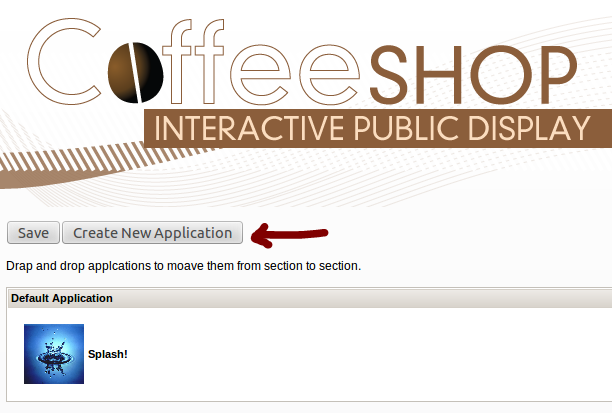 CoffeeSHOP
INTERACTIVE PUBLIC DISPLAY
Save Create New Application
Drap and drop applcations to moave them from section to section.
Default Application
Splash!